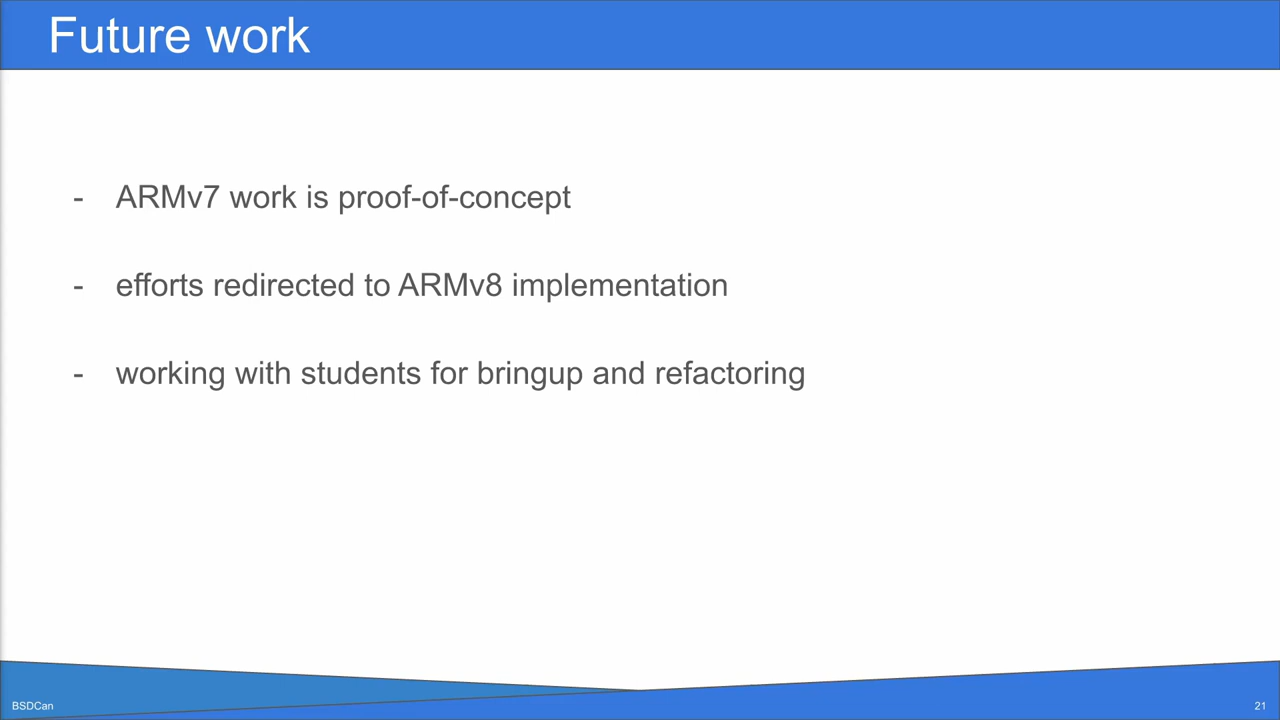 Future work
- ARMv7 work is proof-of-concept
- efforts redirected to ARMv8 implementation
- working with students for bringup and refactoring
BSDCan
21